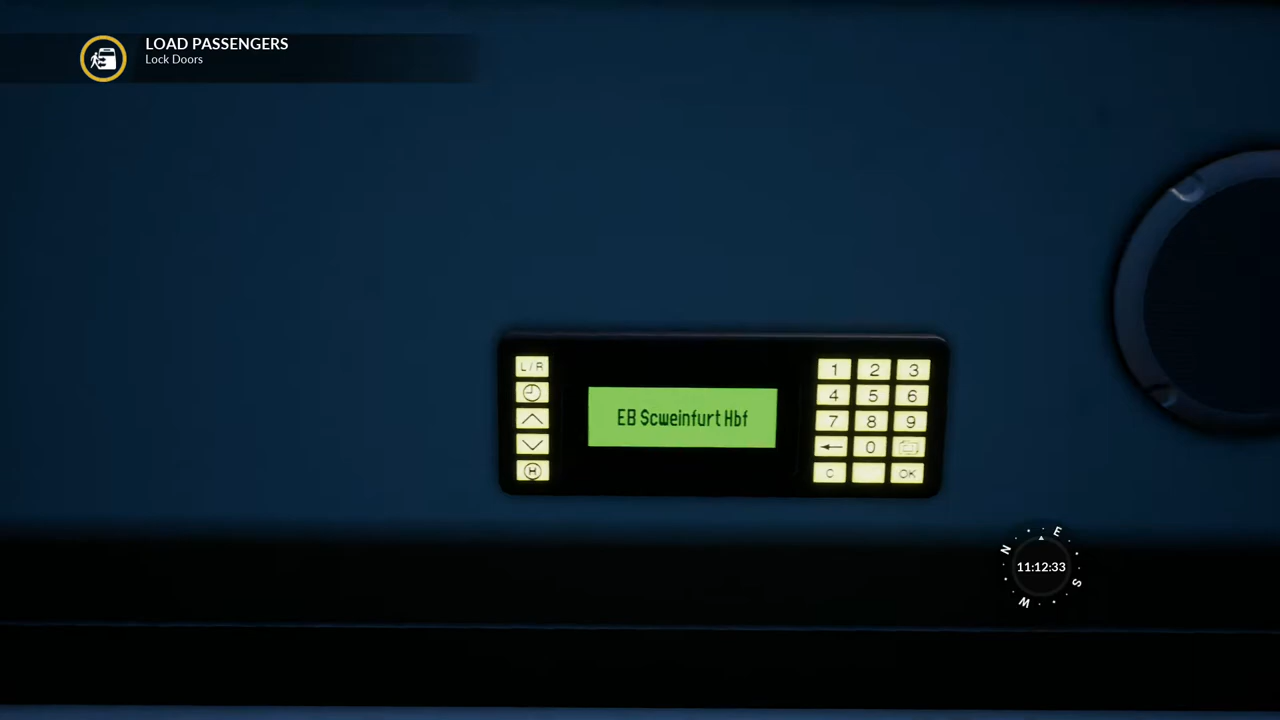 LOAD PASSENGERS
Lock Doors
L/R
1 2 3
4 5 6
EB Scweinfurt Hbf
7 8 9
0
H
C OK
N E
11:12:33
W S